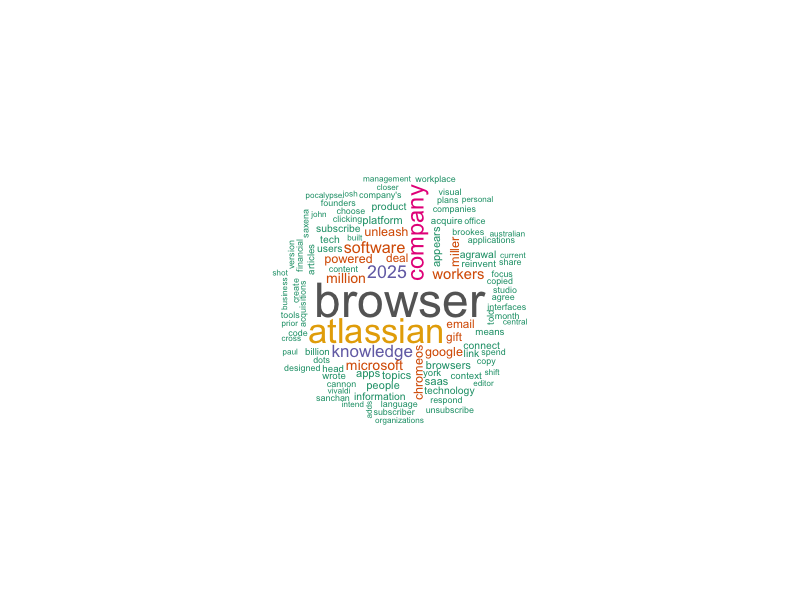 management workplace
closer
pocalypse josh company's visual
founders plans personal
john choose product companies
saxena clicking platform company acquire office
subscribe unleash appears miller brookes australian
tech built software applications
version financial articles users powered deal agrawal current
reinvent share
shot content 2025 workers focus
million copied
business create browser studio
acquisitions agree
tools told interfaces
prior month
code atlassian email central
cross gift means
paul billion knowledge google link connect spend
dots microsoft chromeos browsers copy
designed head apps topics york context shift
wrote people saas editor
cannon technology
vivaldi information
sanchan respond
intend adds language
subscriber unsubscribe
organizations